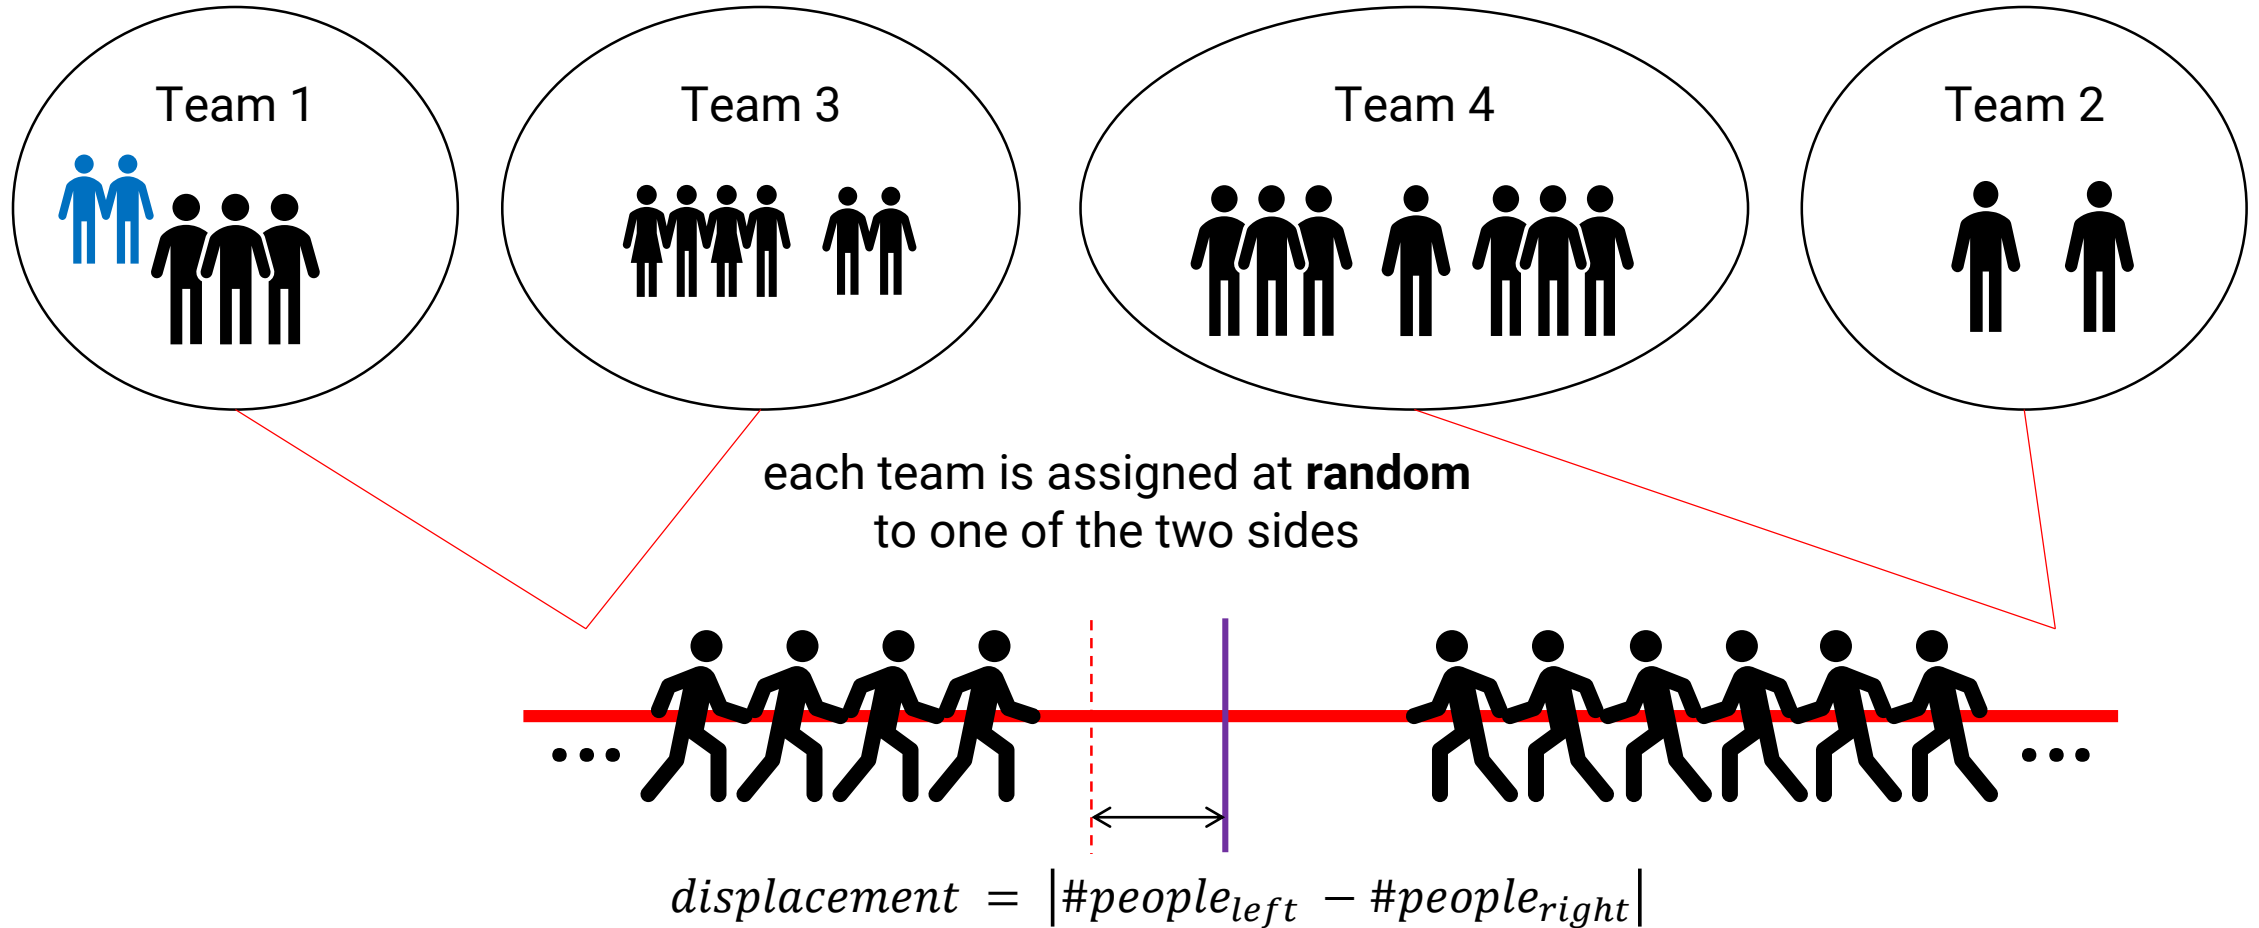 Team 1
Team 3
Team 4
Team 2
each team is assigned at random
to one of the two sides
... ...
displacement = |#people_left − #people_right|